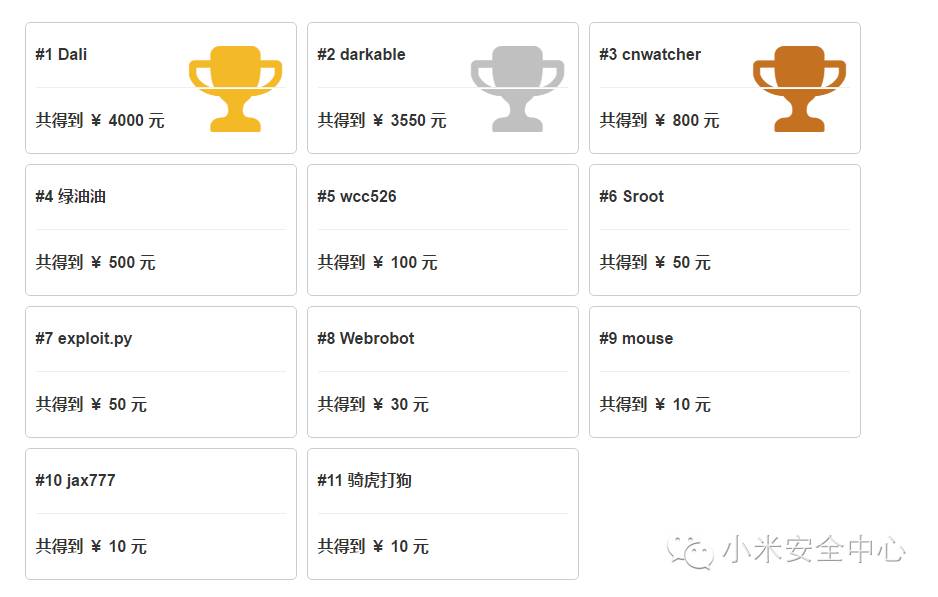 #1 Dali
共得到 ￥ 4000 元
#2 darkable
共得到 ￥ 3550 元
#3 cnwatcher
共得到 ￥ 800 元
#4 绿油油
共得到 ￥ 500 元
#5 wcc526
共得到 ￥ 100 元
#6 Sroot
共得到 ￥ 50 元
#7 exploit.py
共得到 ￥ 50 元
#8 Webrobot
共得到 ￥ 30 元
#9 mouse
共得到 ￥ 10 元
#10 jax777
共得到 ￥ 10 元
#11 骑虎打狗
共得到 ￥ 10 元
小米安全中心